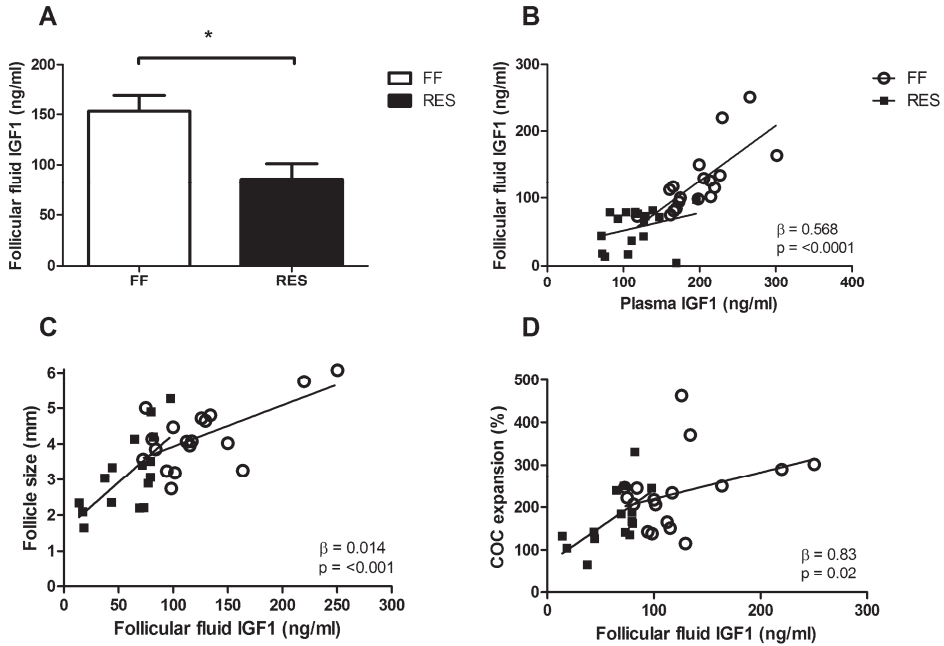 A
*
Follicular fluid IGF1 (ng/ml)
200
150
100
50
0
FF
RES
FF
RES
B
Follicular fluid IGF1 (ng/ml)
300
200
100
0
0
100
200
300
400
Plasma IGF1 (ng/ml)
FF
RES
β = 0.568
p = <0.0001
C
Follicle size (mm)
6
5
4
3
2
1
0
0
50
100
150
200
250
300
Follicular fluid IGF1 (ng/ml)
β = 0.014
p = <0.001
D
COC expansion (%)
500
400
300
200
100
0
0
100
200
300
Follicular fluid IGF1 (ng/ml)
β = 0.83
p = 0.02